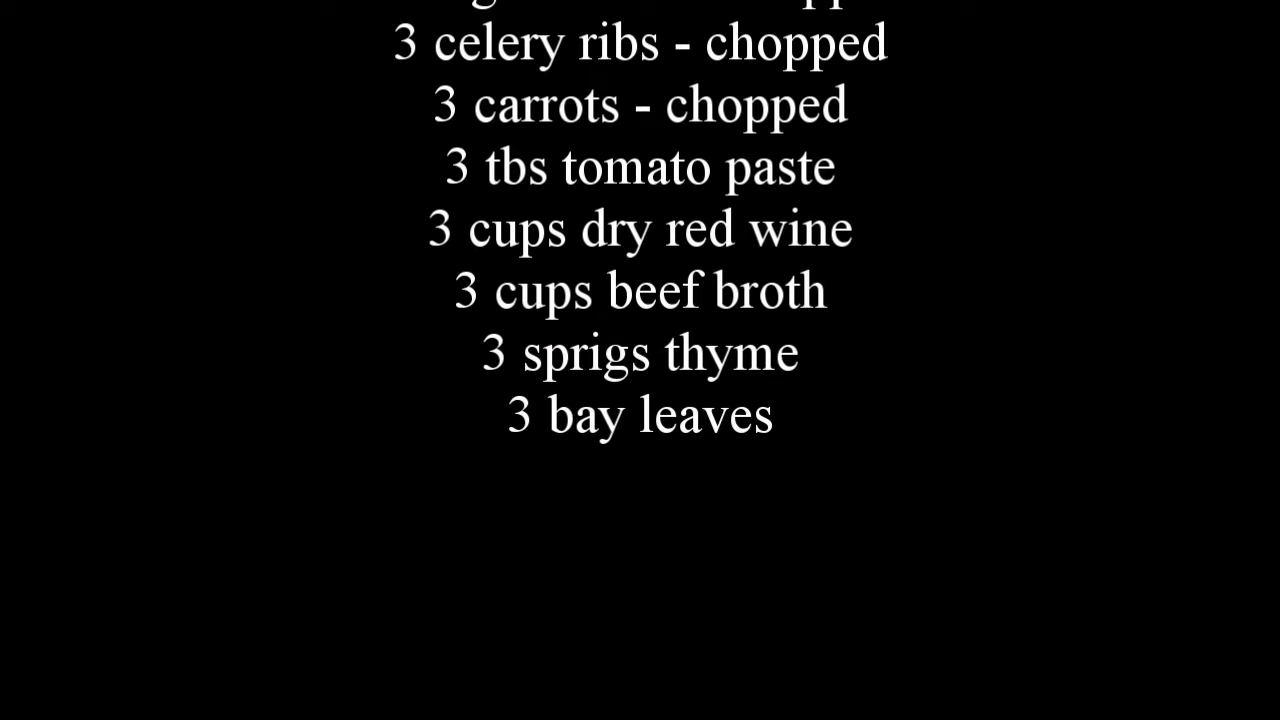 3 celery ribs - chopped
3 carrots - chopped
3 tbs tomato paste
3 cups dry red wine
3 cups beef broth
3 sprigs thyme
3 bay leaves